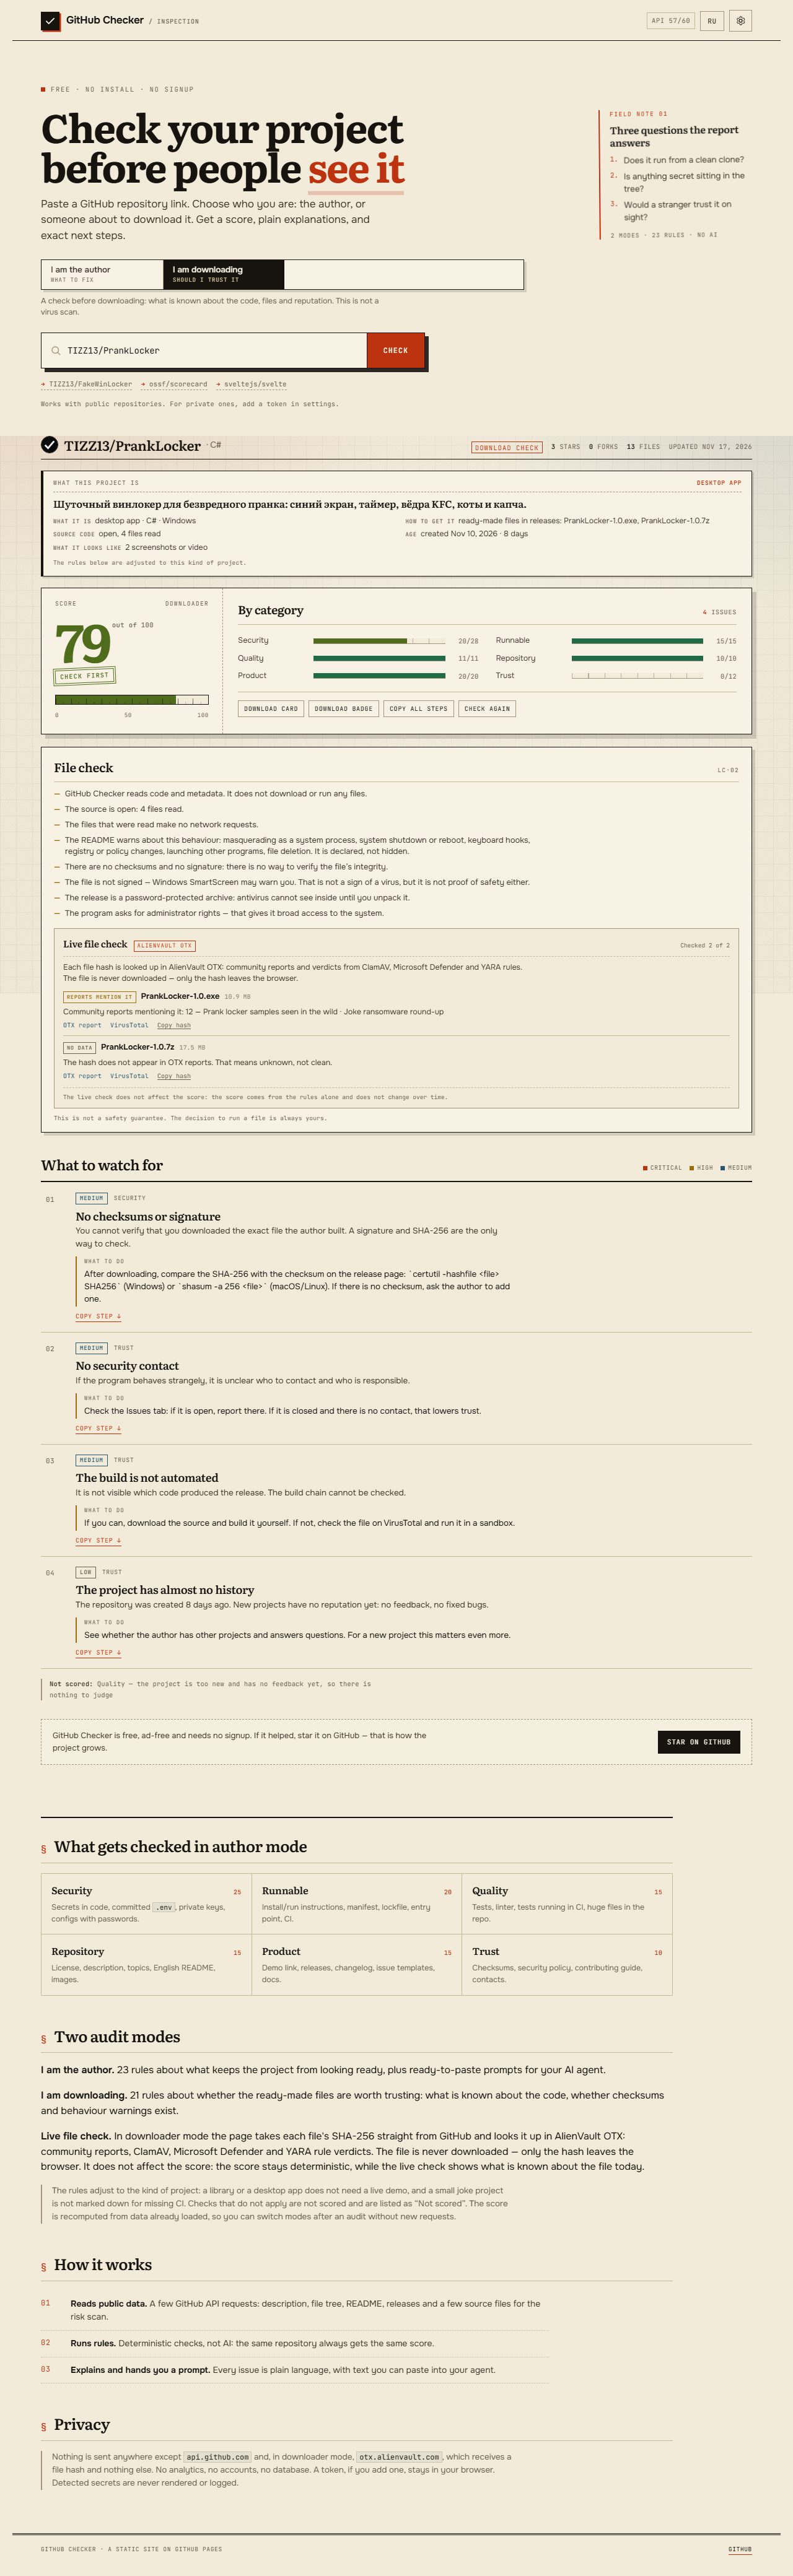 GitHub Checker / INSPECTION
API 57/60
RU
FREE · NO INSTALL · NO SIGNUP
Check your project
before people see it
Paste a GitHub repository link. Choose who you are: the author, or
someone about to download it. Get a score, plain explanations, and
exact next steps.
FIELD NOTE 01
Three questions the report
answers
1. Does it run from a clean clone?
2. Is anything secret sitting in the
tree?
3. Would a stranger trust it on
sight?
2 MODES · 23 RULES · NO AI
I am the author
WHAT TO FIX
I am downloading
SHOULD I TRUST IT
A check before downloading: what is known about the code, files and reputation. This is not a
virus scan.
TIZZ13/PrankLocker
CHECK
→ TIZZ13/FakeWinLocker → ossf/scorecard → sveltejs/svelte
Works with public repositories. For private ones, add a token in settings.
TIZZ13/PrankLocker · C#
DOWNLOAD CHECK 3 STARS 0 FORKS 13 FILES UPDATED NOV 17, 2026
WHAT THIS PROJECT IS
DESKTOP APP
Шуточный винлокер для безвредного пранка: синий экран, таймер, вёдра KFC, коты и капча.
WHAT IT IS desktop app · C# · Windows
HOW TO GET IT ready-made files in releases: PrankLocker-1.0.exe, PrankLocker-1.0.7z
SOURCE CODE open, 4 files read
AGE created Nov 10, 2026 · 8 days
WHAT IT LOOKS LIKE 2 screenshots or video
The rules below are adjusted to this kind of project.
SCORE
DOWNLOADER
79 out of 100
CHECK FIRST
0 50 100
By category
4 ISSUES
Security 20/28
Runnable 15/15
Quality 11/11
Repository 10/10
Product 20/20
Trust 0/12
DOWNLOAD CARD
DOWNLOAD BADGE
COPY ALL STEPS
CHECK AGAIN
File check
LC-02
— GitHub Checker reads code and metadata. It does not download or run any files.
— The source is open: 4 files read.
— The files that were read make no network requests.
— The README warns about this behaviour: masquerading as a system process, system shutdown or reboot, keyboard hooks,
registry or policy changes, launching other programs, file deletion. It is declared, not hidden.
— There are no checksums and no signature: there is no way to verify the file's integrity.
— The file is not signed — Windows SmartScreen may warn you. That is not a sign of a virus, but it is not proof of safety either.
— The release is a password-protected archive: antivirus cannot see inside until you unpack it.
— The program asks for administrator rights — that gives it broad access to the system.
Live file check ALIENVAULT OTX
Checked 2 of 2
Each file hash is looked up in AlienVault OTX: community reports and verdicts from ClamAV, Microsoft Defender and YARA rules.
The file is never downloaded — only the hash leaves the browser.
REPORTS MENTION IT PrankLocker-1.0.exe 10.9 MB
Community reports mentioning it: 12 — Prank locker samples seen in the wild · Joke ransomware round-up
OTX report VirusTotal Copy hash
NO DATA PrankLocker-1.0.7z 17.5 MB
The hash does not appear in OTX reports. That means unknown, not clean.
OTX report VirusTotal Copy hash
The live check does not affect the score: the score comes from the rules alone and does not change over time.
This is not a safety guarantee. The decision to run a file is always yours.
What to watch for
CRITICAL HIGH MEDIUM
01 MEDIUM SECURITY
No checksums or signature
You cannot verify that you downloaded the exact file the author built. A signature and SHA-256 are the only
way to check.
WHAT TO DO
After downloading, compare the SHA-256 with the checksum on the release page: `certutil -hashfile <file>
SHA256` (Windows) or `shasum -a 256 <file>` (macOS/Linux). If there is no checksum, ask the author to add
one.
COPY STEP ↓
02 MEDIUM TRUST
No security contact
If the program behaves strangely, it is unclear who to contact and who is responsible.
WHAT TO DO
Check the Issues tab: if it is open, report there. If it is closed and there is no contact, that lowers trust.
COPY STEP ↓
03 MEDIUM TRUST
The build is not automated
It is not visible which code produced the release. The build chain cannot be checked.
WHAT TO DO
If you can, download the source and build it yourself. If not, check the file on VirusTotal and run it in a sandbox.
COPY STEP ↓
04 LOW TRUST
The project has almost no history
The repository was created 8 days ago. New projects have no reputation yet: no feedback, no fixed bugs.
WHAT TO DO
See whether the author has other projects and answers questions. For a new project this matters even more.
COPY STEP ↓
Not scored: Quality — the project is too new and has no feedback yet, so there is
nothing to judge
GitHub Checker is free, ad-free and needs no signup. If it helped, star it on GitHub — that is how the
project grows.
STAR ON GITHUB
§ What gets checked in author mode
Security 25
Secrets in code, committed .env, private keys,
configs with passwords.
Runnable 20
Install/run instructions, manifest, lockfile, entry
point, CI.
Quality 15
Tests, linter, tests running in CI, huge files in the
repo.
Repository 15
License, description, topics, English README,
images.
Product 15
Demo link, releases, changelog, issue templates,
docs.
Trust 10
Checksums, security policy, contributing guide,
contacts.
§ Two audit modes
I am the author. 23 rules about what keeps the project from looking ready, plus ready-to-paste prompts for your AI agent.
I am downloading. 21 rules about whether the ready-made files are worth trusting: what is known about the code, whether checksums
and behaviour warnings exist.
Live file check. In downloader mode the page takes each file's SHA-256 straight from GitHub and looks it up in AlienVault OTX:
community reports, ClamAV, Microsoft Defender and YARA rule verdicts. The file is never downloaded — only the hash leaves the
browser. It does not affect the score: the score stays deterministic, while the live check shows what is known about the file today.
The rules adjust to the kind of project: a library or a desktop app does not need a live demo, and a small joke project
is not marked down for missing CI. Checks that do not apply are not scored and are listed as “Not scored”. The score
is recomputed from data already loaded, so you can switch modes after an audit without new requests.
§ How it works
01 Reads public data. A few GitHub API requests: description, file tree, README, releases and a few source files for the
risk scan.
02 Runs rules. Deterministic checks, not AI: the same repository always gets the same score.
03 Explains and hands you a prompt. Every issue is plain language, with text you can paste into your agent.
§ Privacy
Nothing is sent anywhere except api.github.com and, in downloader mode, otx.alienvault.com, which receives a
file hash and nothing else. No analytics, no accounts, no database. A token, if you add one, stays in your browser.
Detected secrets are never rendered or logged.
GITHUB CHECKER · A STATIC SITE ON GITHUB PAGES
GITHUB